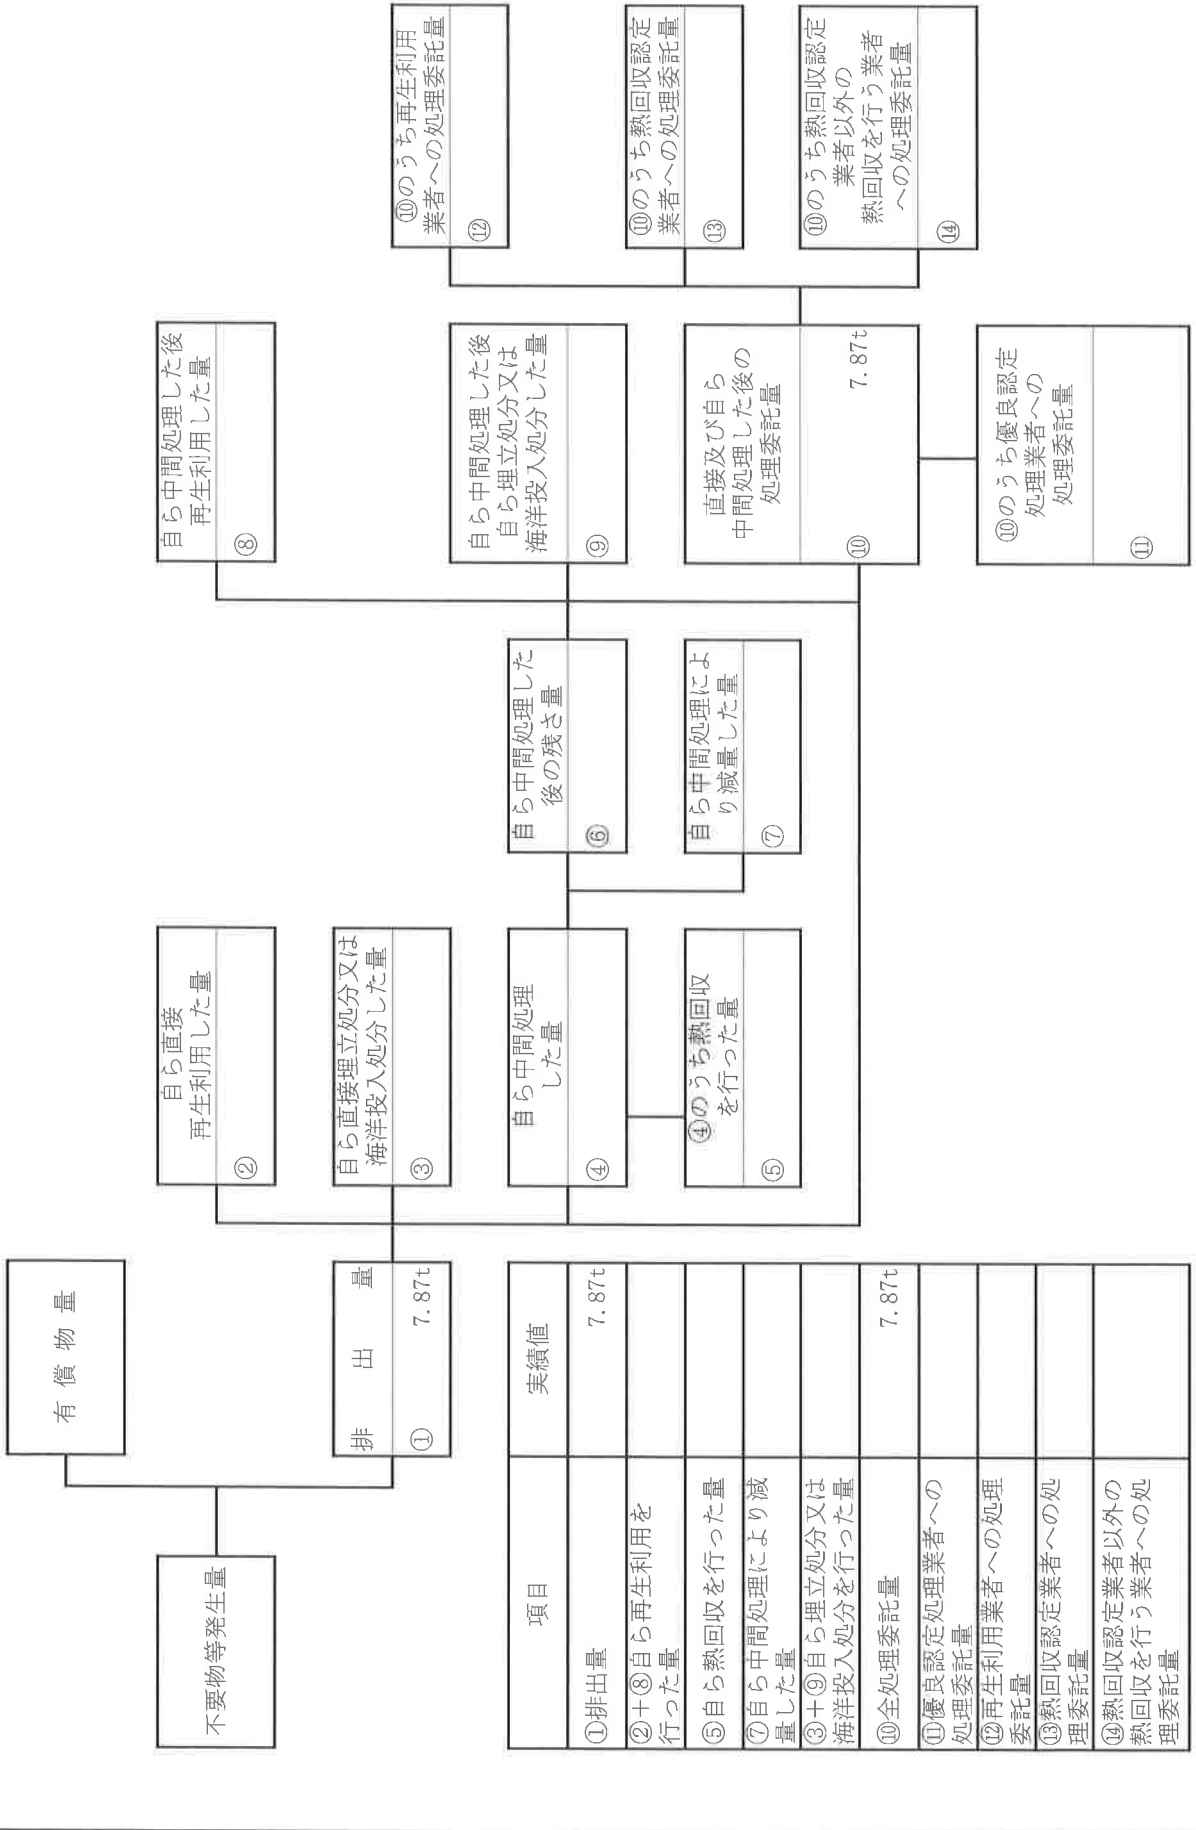 不要物等発生量
有償物量
排出量
① 7.87t
自ら直接
再生利用した量
②
自ら直接埋立処分又は
海洋投入処分した量
③
自ら中間処理
した量
④
④のうち熱回収
を行った量
⑤
自ら中間処理した
後の残さ量
⑥
自ら中間処理によ
り減量した量
⑦
自ら中間処理した後
再生利用した量
⑧
自ら中間処理した後
自ら埋立処分又は
海洋投入処分した量
⑨
直接及び自ら
中間処理した後の
処理委託量
⑩ 7.87t
⑩のうち優良認定
処理業者への
処理委託量
⑪
⑩のうち再生利用
業者への処理委託量
⑫
⑩のうち熱回収認定
業者への処理委託量
⑬
⑩のうち熱回収認定
業者以外の
熱回収を行う業者
への処理委託量
⑭
項目 実績値
①排出量 7.87t
②+⑧自ら再生利用を
行った量
⑤自ら熱回収を行った量
⑦自ら中間処理により減
量した量
③+⑨自ら埋立処分又は
海洋投入処分を行った量
⑩全処理委託量 7.87t
⑪優良認定処理業者への
処理委託量
⑫再生利用業者への処理
委託量
⑬熱回収認定業者への処
理委託量
⑭熱回収認定業者以外の
熱回収を行う業者への処
理委託量